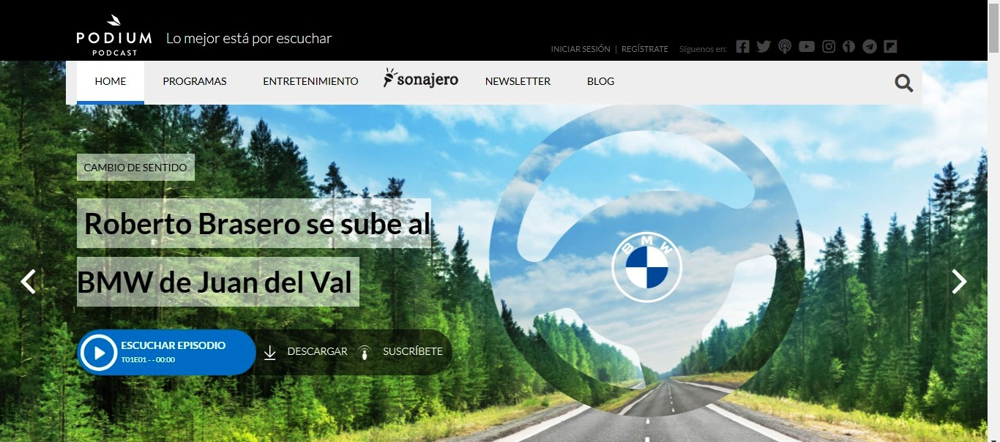 PODIUM
PODCAST
Lo mejor está por escuchar
INICIAR SESIÓN | REGÍSTRATE Síguenos en:
HOME PROGRAMAS ENTRETENIMIENTO sonajero NEWSLETTER BLOG
CAMBIO DE SENTIDO
Roberto Brasero se sube al
BMW de Juan del Val
BMW
ESCUCHAR EPISODIO
T01E01 - - 00:00
DESCARGAR SUSCRÍBETE